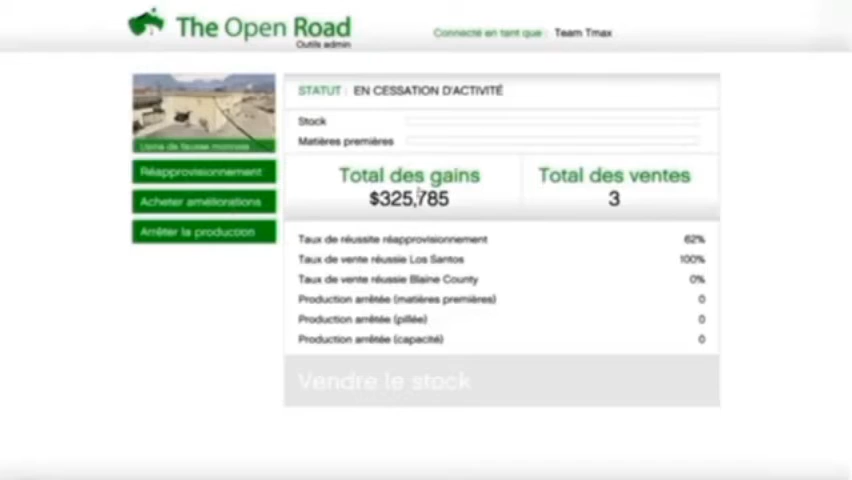 The Open Road
Outils admin
Connecté en tant que : Team Tmax
STATUT : EN CESSATION D'ACTIVITÉ
Stock
Matières premières
Usine de fausse monnaie
Réapprovisionnement
Acheter améliorations
Arrêter la production
Total des gains
$325,785
Total des ventes
3
Taux de réussite réapprovisionnement 62%
Taux de vente réussie Los Santos 100%
Taux de vente réussie Blaine County 0%
Production arrêtée (matières premières) 0
Production arrêtée (pillée) 0
Production arrêtée (capacité) 0
Vendre le stock